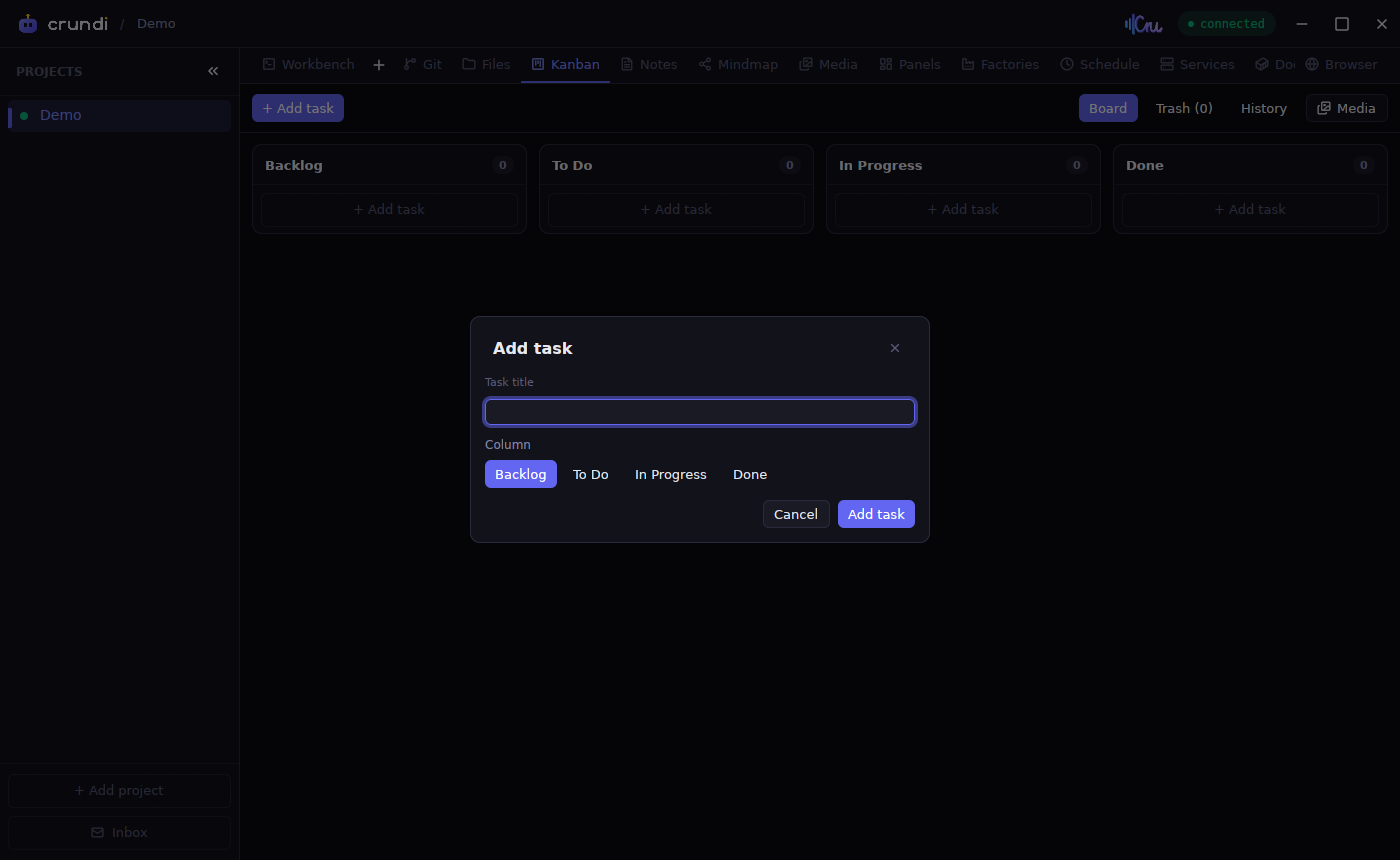 crundi / Demo
Cru
connected
PROJECTS
Demo
Workbench + Git Files Kanban Notes Mindmap Media Panels Factories Schedule Services Doc Browser
+ Add task
Board Trash (0) History Media
Backlog 0
To Do 0
In Progress 0
Done 0
+ Add task
+ Add task
+ Add task
+ Add task
Add task
Task title
Column
Backlog To Do In Progress Done
Cancel Add task
+ Add project
Inbox